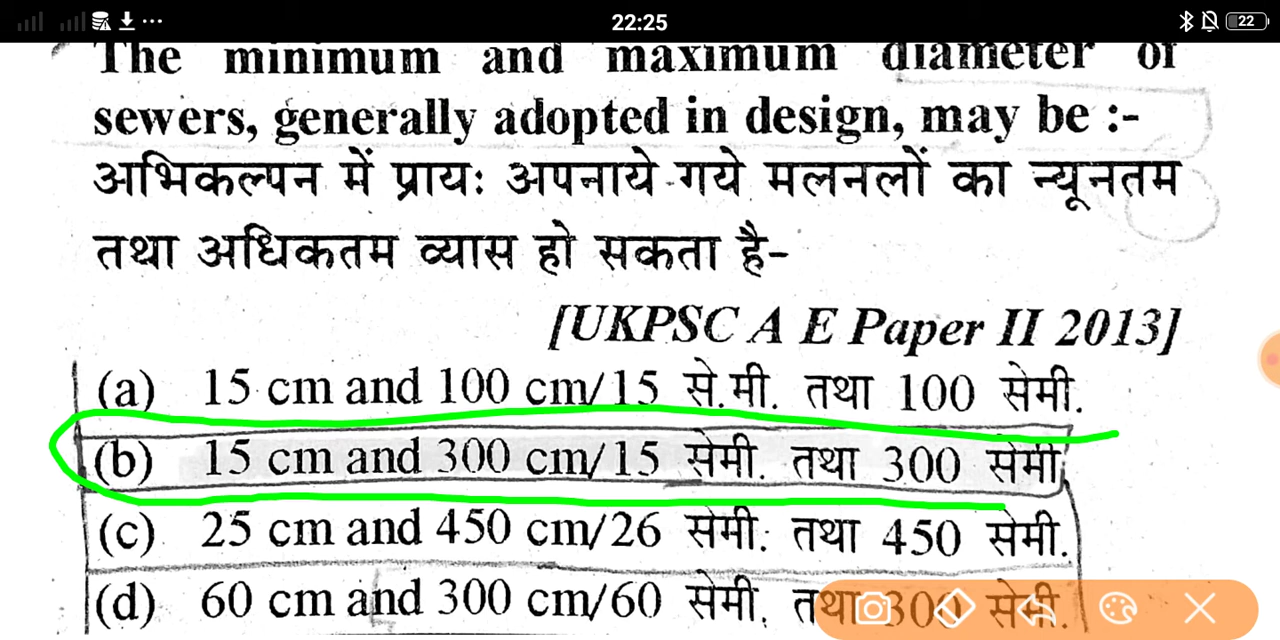 22:25
22
The minimum and maximum diameter of
sewers, generally adopted in design, may be :-
अभिकल्पन में प्रायः अपनाये गये मलनलों का न्यूनतम
तथा अधिकतम व्यास हो सकता है-
[UKPSC A E Paper II 2013]
(a) 15 cm and 100 cm/15 से.मी. तथा 100 सेमी.
(b) 15 cm and 300 cm/15 सेमी. तथा 300 सेमी
(c) 25 cm and 450 cm/26 सेमी. तथा 450 सेमी.
(d) 60 cm and 300 cm/60 सेमी. तथा 300 सेमी.